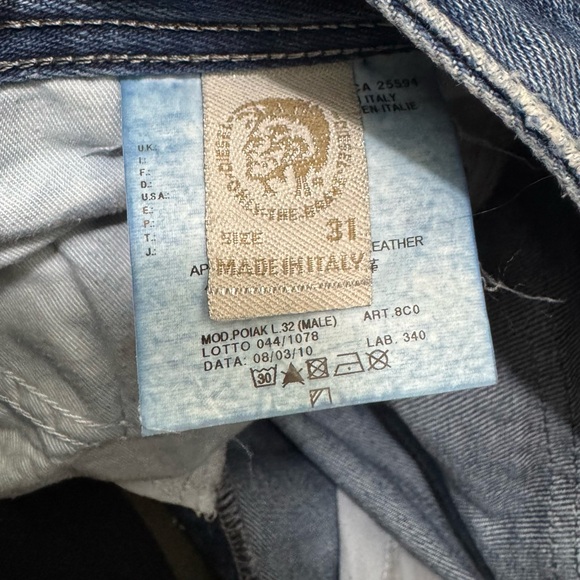 CA 25594
ITALY
EN ITALIE
U.K.:
I.:
F.:
D.:
U.S.A.:
E.:
P.:
T.:
J.:
DIESEL
ONLY THE BRAVE
SIZE 31
MADE IN ITALY
EATHER
AP
革
MOD.POIAK L.32 (MALE) ART.8C0
LOTTO 044/1078
DATA: 08/03/10 LAB. 340
30